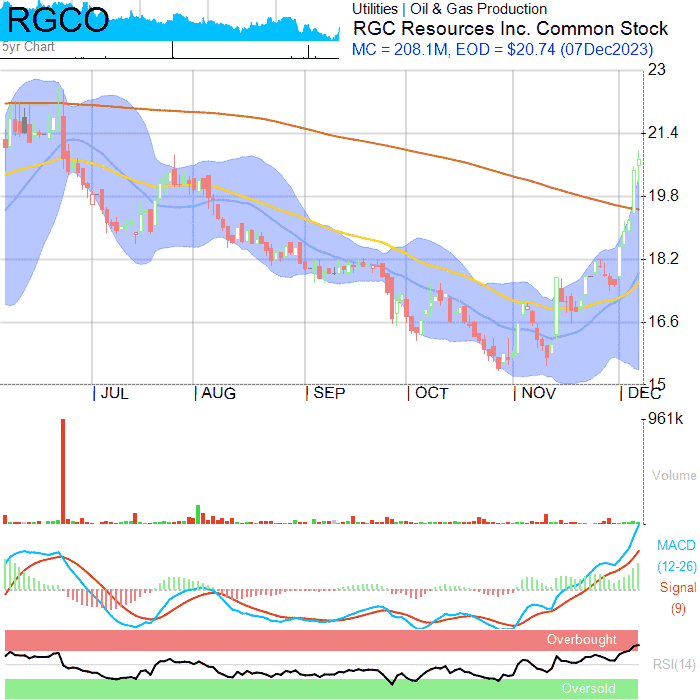 RGCO
5yr Chart
Utilities | Oil & Gas Production
RGC Resources Inc. Common Stock
MC = 208.1M, EOD = $20.74 (07Dec2023)
23
21.4
19.8
18.2
16.6
15
JUL AUG SEP OCT NOV DEC
961k
Volume
MACD
(12-26)
Signal
(9)
Overbought
RSI(14)
Oversold